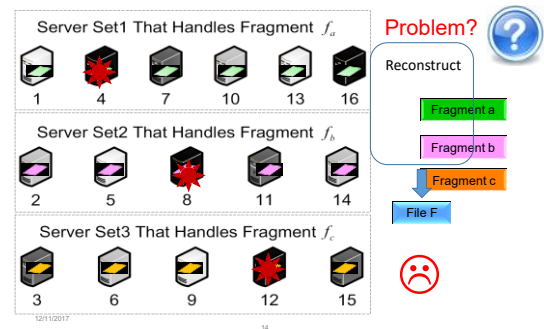 Server Set1 That Handles Fragment fa
1 4 7 10 13 16
Server Set2 That Handles Fragment fb
2 5 8 11 14
Server Set3 That Handles Fragment fc
3 6 9 12 15
12/11/2017
14
Problem?
?
Reconstruct
Fragment a
Fragment b
Fragment c
File F